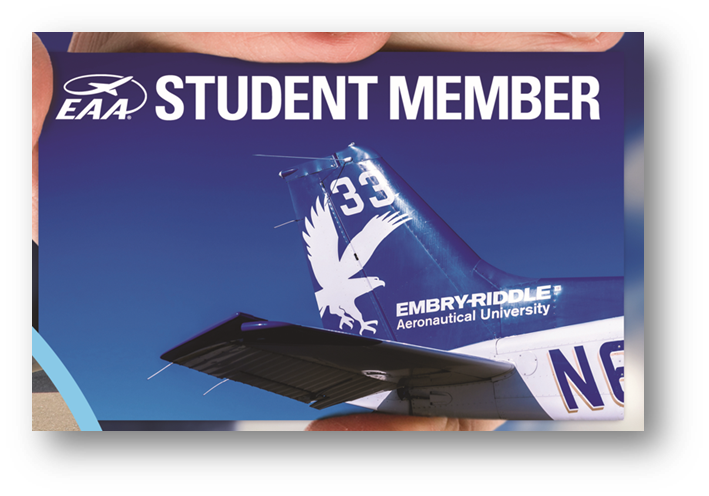 EAA STUDENT MEMBER
33
EMBRY-RIDDLE
Aeronautical University
N6